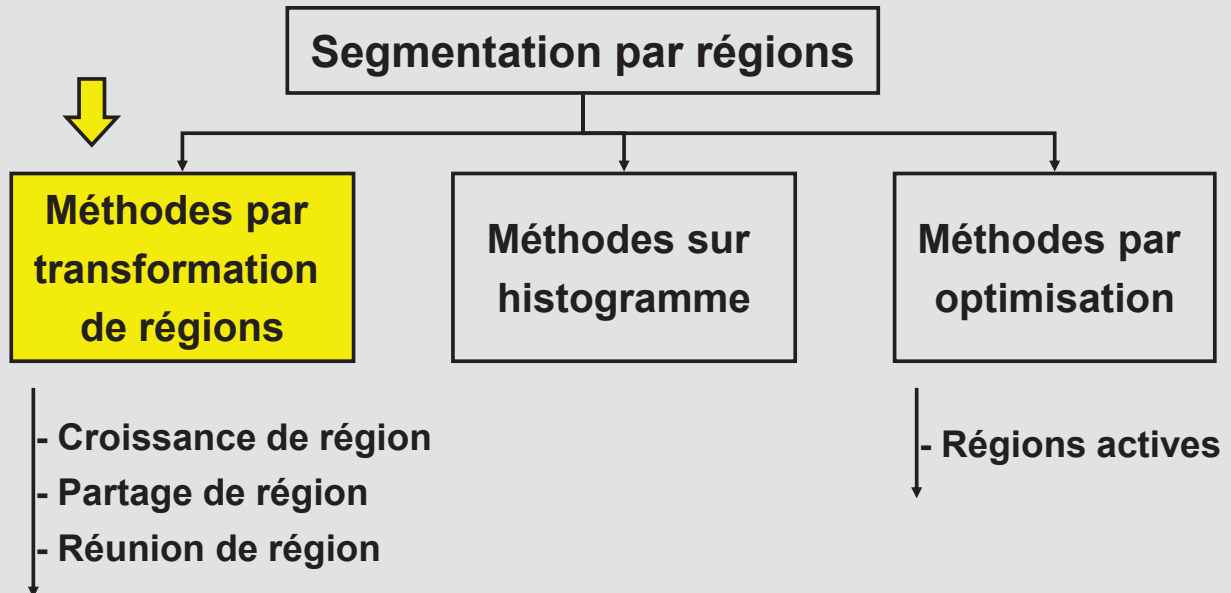 Segmentation par régions
Méthodes par
transformation
de régions
Méthodes sur
histogramme
Méthodes par
optimisation
- Croissance de région
- Partage de région
- Réunion de région
- Régions actives